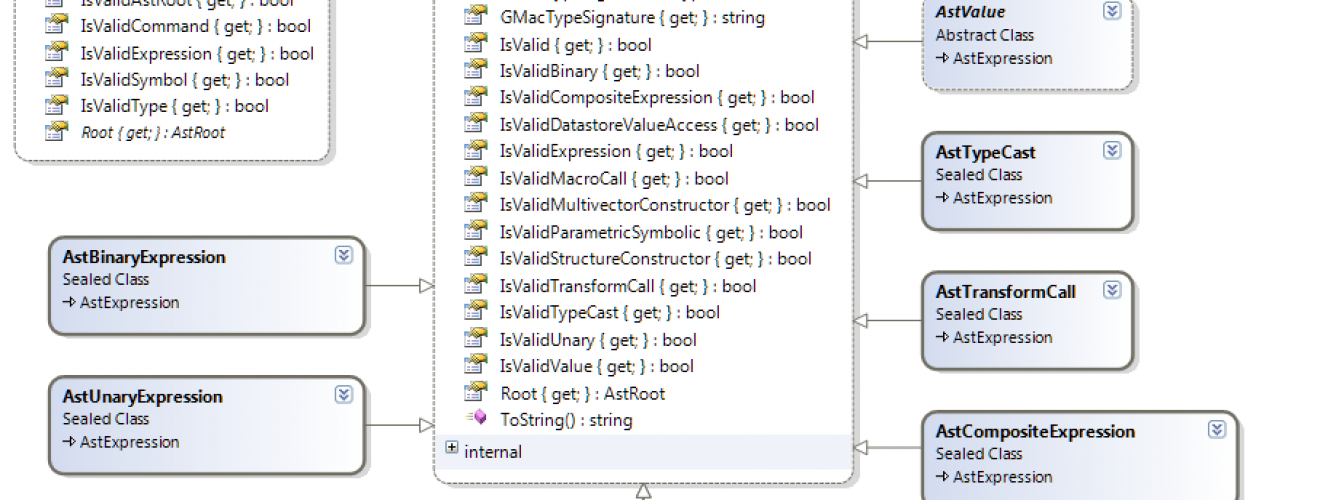 IsValidAstRoot { get; } : bool
IsValidCommand { get; } : bool
IsValidExpression { get; } : bool
IsValidSymbol { get; } : bool
IsValidType { get; } : bool
Root { get; } : AstRoot
AstBinaryExpression
Sealed Class
AstExpression
AstUnaryExpression
Sealed Class
AstExpression
GMacTypeSignature { get; } : string
IsValid { get; } : bool
IsValidBinary { get; } : bool
IsValidCompositeExpression { get; } : bool
IsValidDatastoreValueAccess { get; } : bool
IsValidExpression { get; } : bool
IsValidMacroCall { get; } : bool
IsValidMultivectorConstructor { get; } : bool
IsValidParametricSymbolic { get; } : bool
IsValidStructureConstructor { get; } : bool
IsValidTransformCall { get; } : bool
IsValidTypeCast { get; } : bool
IsValidUnary { get; } : bool
IsValidValue { get; } : bool
Root { get; } : AstRoot
ToString() : string
internal
AstValue
Abstract Class
AstExpression
AstTypeCast
Sealed Class
AstExpression
AstTransformCall
Sealed Class
AstExpression
AstCompositeExpression
Sealed Class
AstExpression